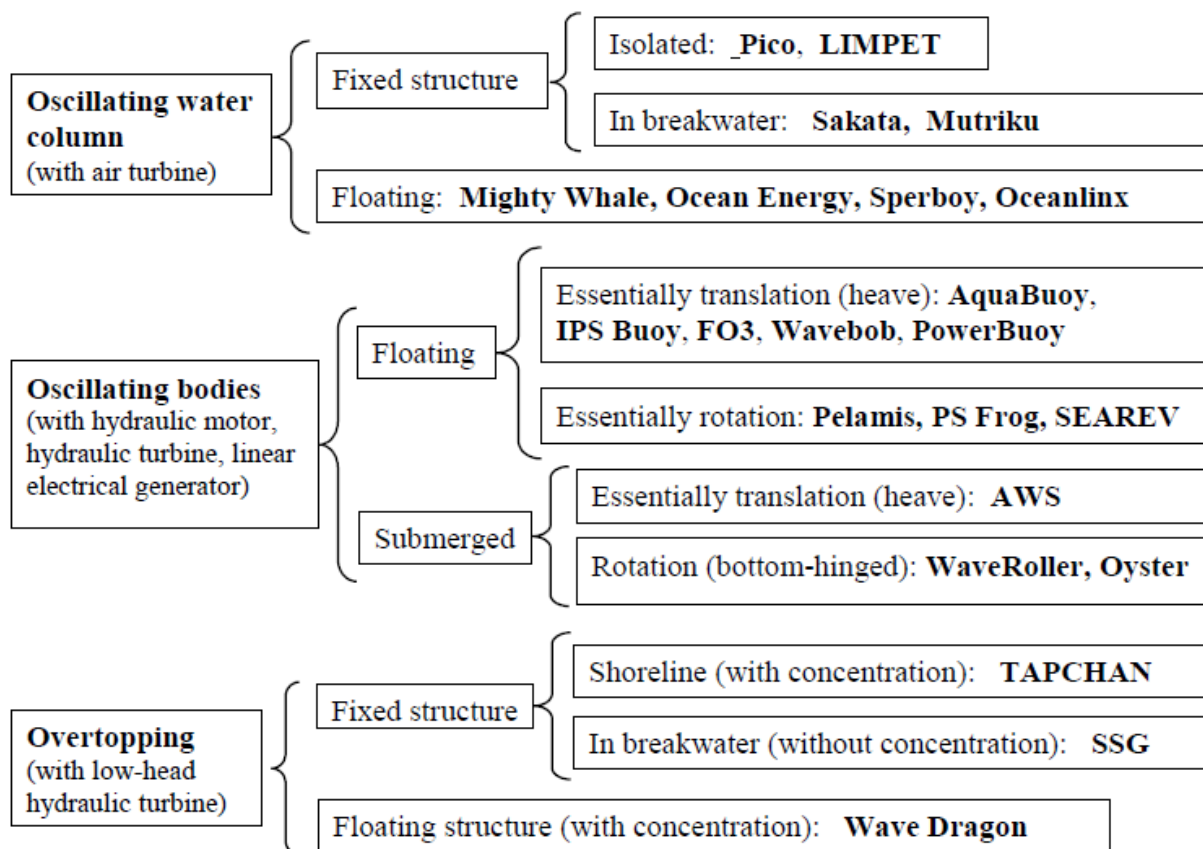 Oscillating water
column
(with air turbine)
Fixed structure
Isolated: _Pico, LIMPET
In breakwater: Sakata, Mutriku
Floating: Mighty Whale, Ocean Energy, Sperboy, Oceanlinx
Oscillating bodies
(with hydraulic motor,
hydraulic turbine, linear
electrical generator)
Floating
Essentially translation (heave): AquaBuoy,
IPS Buoy, FO3, Wavebob, PowerBuoy
Essentially rotation: Pelamis, PS Frog, SEAREV
Submerged
Essentially translation (heave): AWS
Rotation (bottom-hinged): WaveRoller, Oyster
Overtopping
(with low-head
hydraulic turbine)
Fixed structure
Shoreline (with concentration): TAPCHAN
In breakwater (without concentration): SSG
Floating structure (with concentration): Wave Dragon